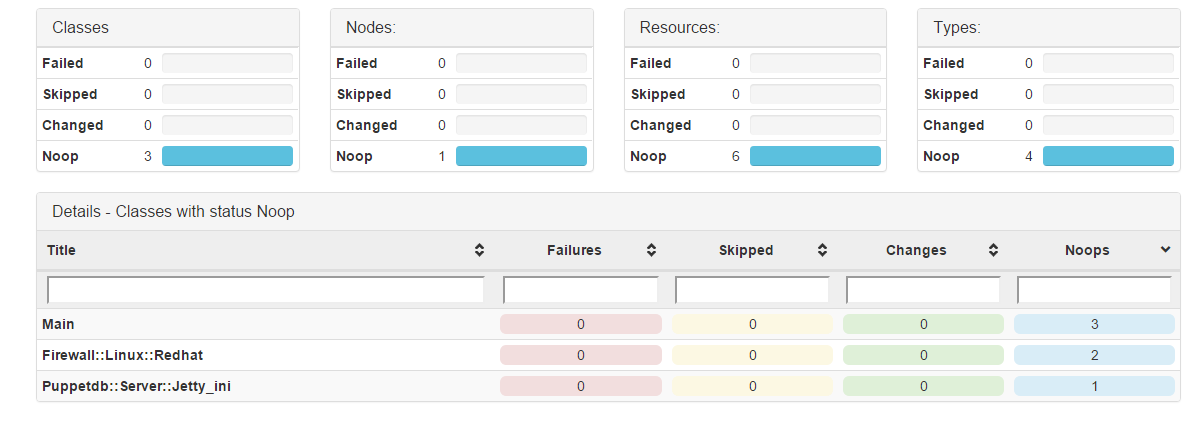 Classes
Failed 0
Skipped 0
Changed 0
Noop 3
Nodes:
Failed 0
Skipped 0
Changed 0
Noop 1
Resources:
Failed 0
Skipped 0
Changed 0
Noop 6
Types:
Failed 0
Skipped 0
Changed 0
Noop 4
Details - Classes with status Noop
Title Failures Skipped Changes Noops
Main 0 0 0 3
Firewall::Linux::Redhat 0 0 0 2
Puppetdb::Server::Jetty_ini 0 0 0 1